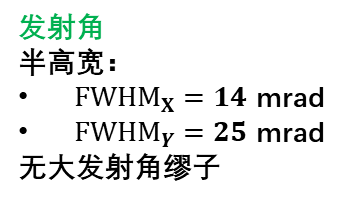 发射角
半高宽：
• FWHM_X = 14 mrad
• FWHM_Y = 25 mrad
无大发射角缪子